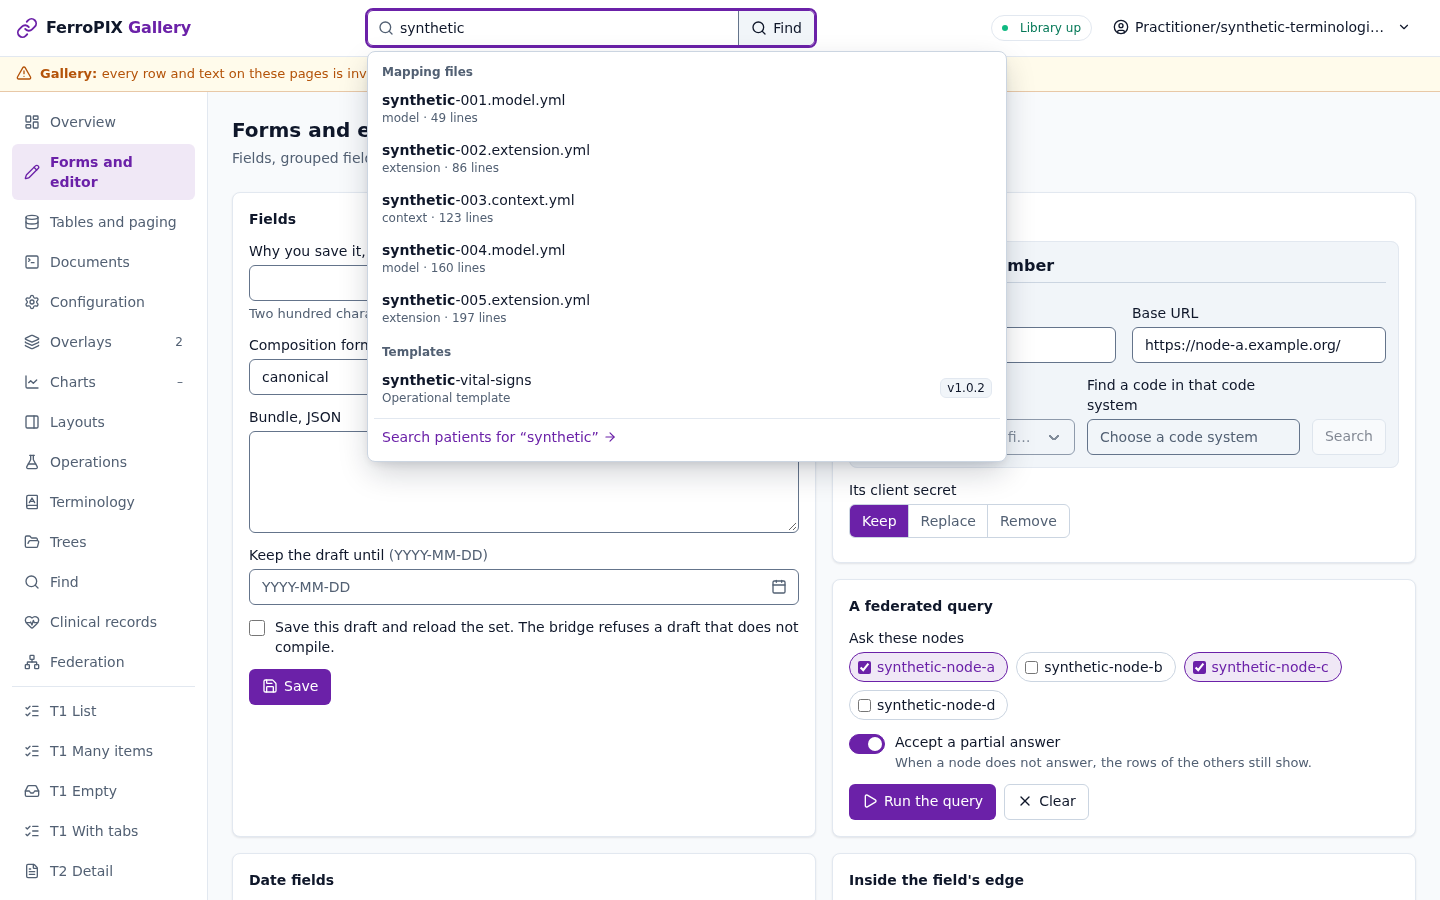 FerroPIX Gallery
synthetic
Find
Library up
Practitioner/synthetic-terminologi...
Gallery: every row and text on these pages is inv
Overview
Forms and editor
Tables and paging
Documents
Configuration
Overlays 2
Charts –
Layouts
Operations
Terminology
Trees
Find
Clinical records
Federation
T1 List
T1 Many items
T1 Empty
T1 With tabs
T2 Detail
Mapping files
synthetic-001.model.yml
model · 49 lines
synthetic-002.extension.yml
extension · 86 lines
synthetic-003.context.yml
context · 123 lines
synthetic-004.model.yml
model · 160 lines
synthetic-005.extension.yml
extension · 197 lines
Templates
synthetic-vital-signs
Operational template
v1.0.2
Search patients for “synthetic” →
Forms and e
Fields, grouped fiel
Fields
Why you save it,
Two hundred chara
Composition form
canonical
Bundle, JSON
Keep the draft until (YYYY-MM-DD)
YYYY-MM-DD
Save this draft and reload the set. The bridge refuses a draft that does not
compile.
Save
mber
Base URL
https://node-a.example.org/
Find a code in that code
system
fi...
Choose a code system
Search
Its client secret
Keep
Replace
Remove
A federated query
Ask these nodes
synthetic-node-a
synthetic-node-b
synthetic-node-c
synthetic-node-d
Accept a partial answer
When a node does not answer, the rows of the others still show.
Run the query
Clear
Date fields
Inside the field's edge